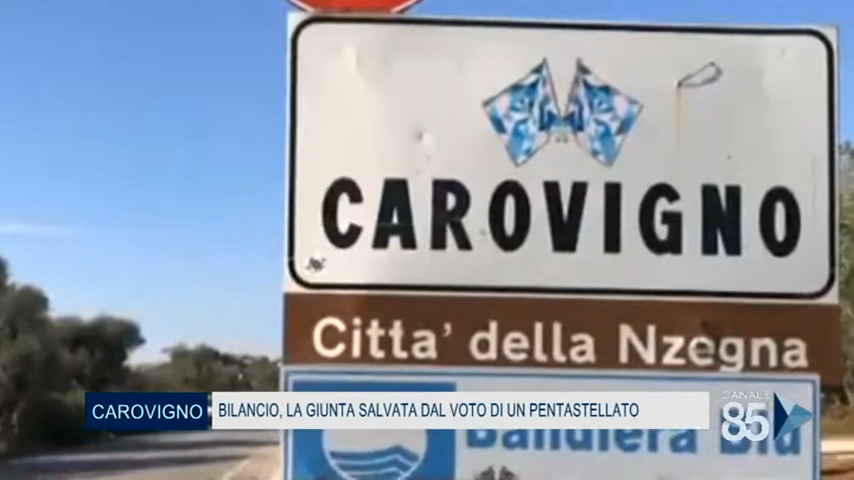 CAROVIGNO
Citta' della Nzegna
Bandiera Blu
CAROVIGNO
BILANCIO, LA GIUNTA SALVATA DAL VOTO DI UN PENTASTELLATO
CANALE
85